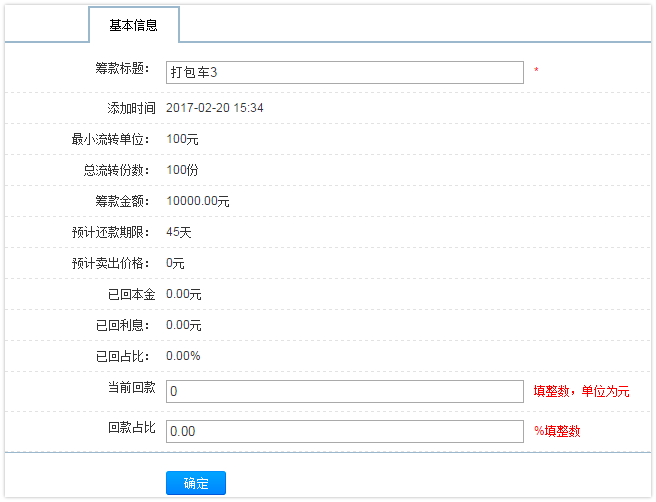 基本信息
筹款标题： 打包车3 *
添加时间 2017-02-20 15:34
最小流转单位： 100元
总流转份数： 100份
筹款金额： 10000.00元
预计还款期限： 45天
预计卖出价格： 0元
已回本金 0.00元
已回利息： 0.00元
已回占比： 0.00%
当前回款 0 填整数，单位为元
回款占比 0.00 %填整数
确定